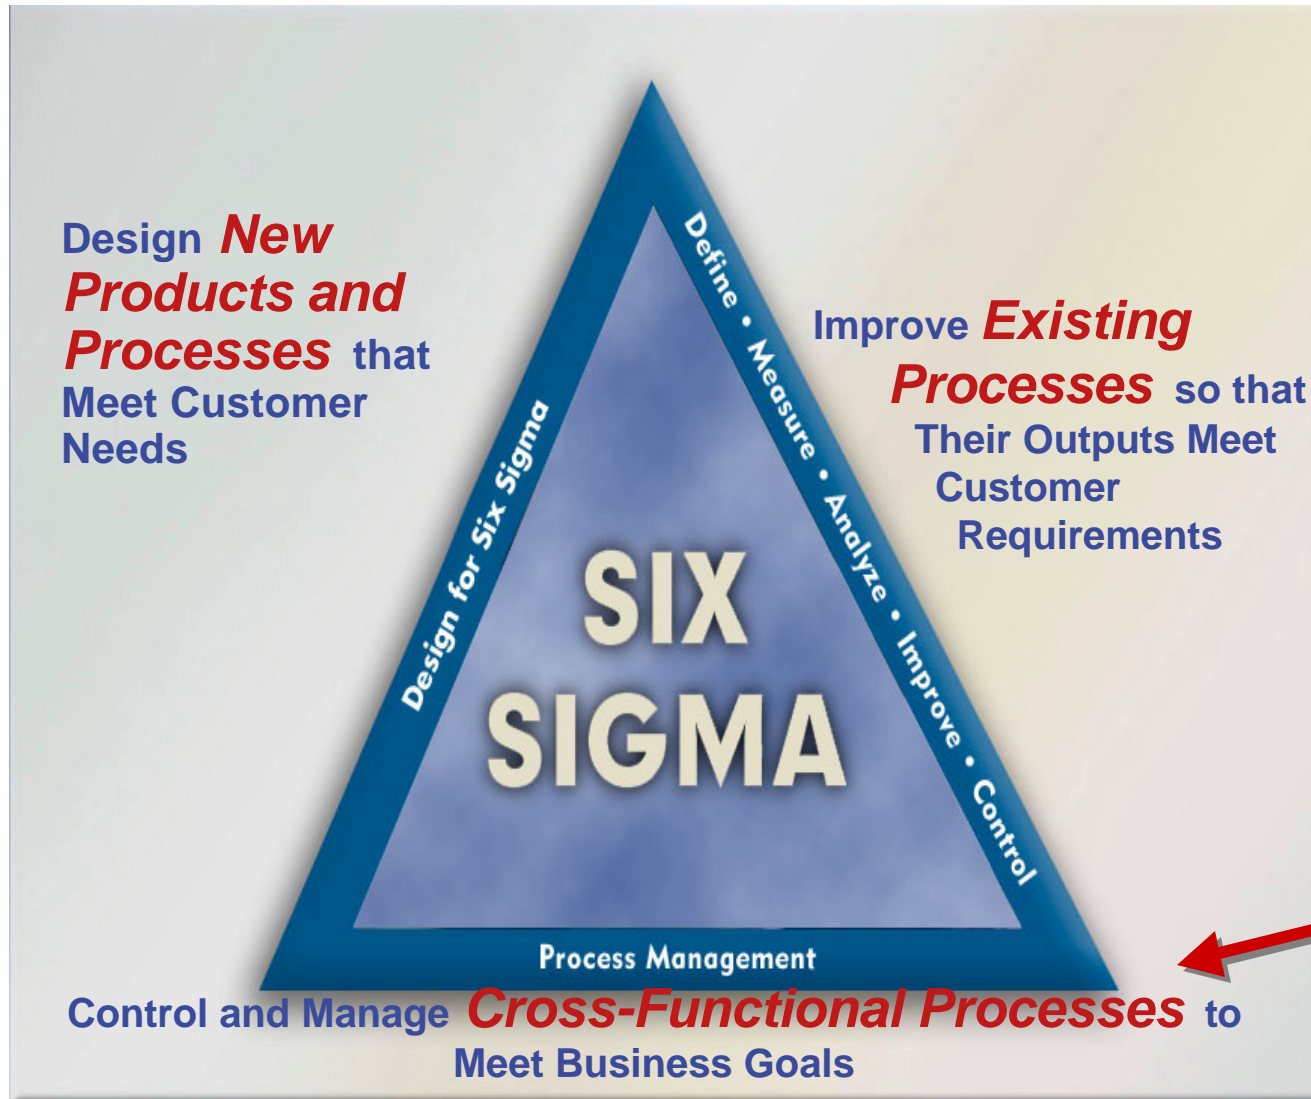 Design New
Products and
Processes that
Meet Customer
Needs
Design for Six Sigma
SIX
SIGMA
Define • Measure • Analyze • Improve • Control
Improve Existing
Processes so that
Their Outputs Meet
Customer
Requirements
Process Management
Control and Manage Cross-Functional Processes to
Meet Business Goals